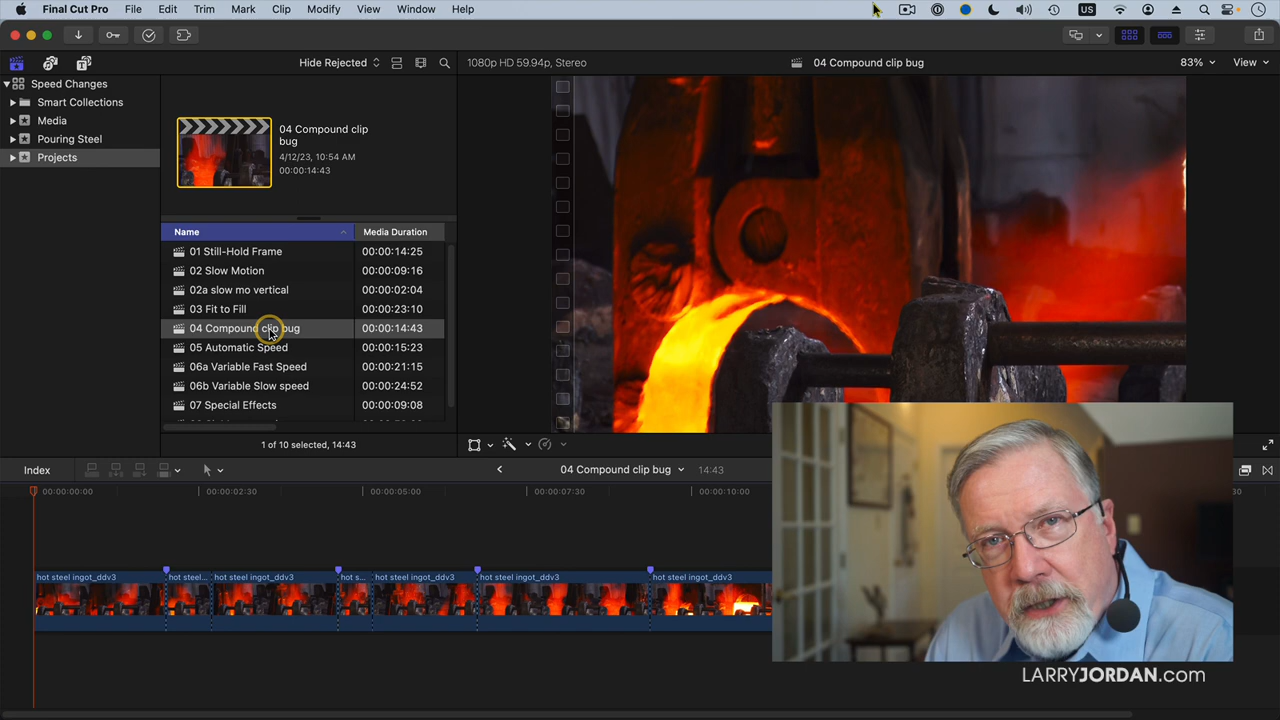 Final Cut Pro File Edit Trim Mark Clip Modify View Window Help US
Hide Rejected 1080p HD 59.94p, Stereo 04 Compound clip bug 83% View
Speed Changes
Smart Collections
Media
Pouring Steel
Projects
04 Compound clip
bug
4/12/23, 10:54 AM
00:00:14:43
Name Media Duration
01 Still-Hold Frame 00:00:14:25
02 Slow Motion 00:00:09:16
02a slow mo vertical 00:00:02:04
03 Fit to Fill 00:00:23:10
04 Compound clip bug 00:00:14:43
05 Automatic Speed 00:00:15:23
06a Variable Fast Speed 00:00:21:15
06b Variable Slow speed 00:00:24:52
07 Special Effects 00:00:09:08
1 of 10 selected, 14:43
Index 04 Compound clip bug 14:43
00:00:00:00 00:00:02:30 00:00:05:00 00:00:07:30 00:00:10:00 :30
hot steel ingot_ddv3 hot steel... hot steel ingot_ddv3 hot s... hot steel ingot_ddv3 hot steel ingot_ddv3 hot steel ingot_ddv3
LARRYJORDAN.com